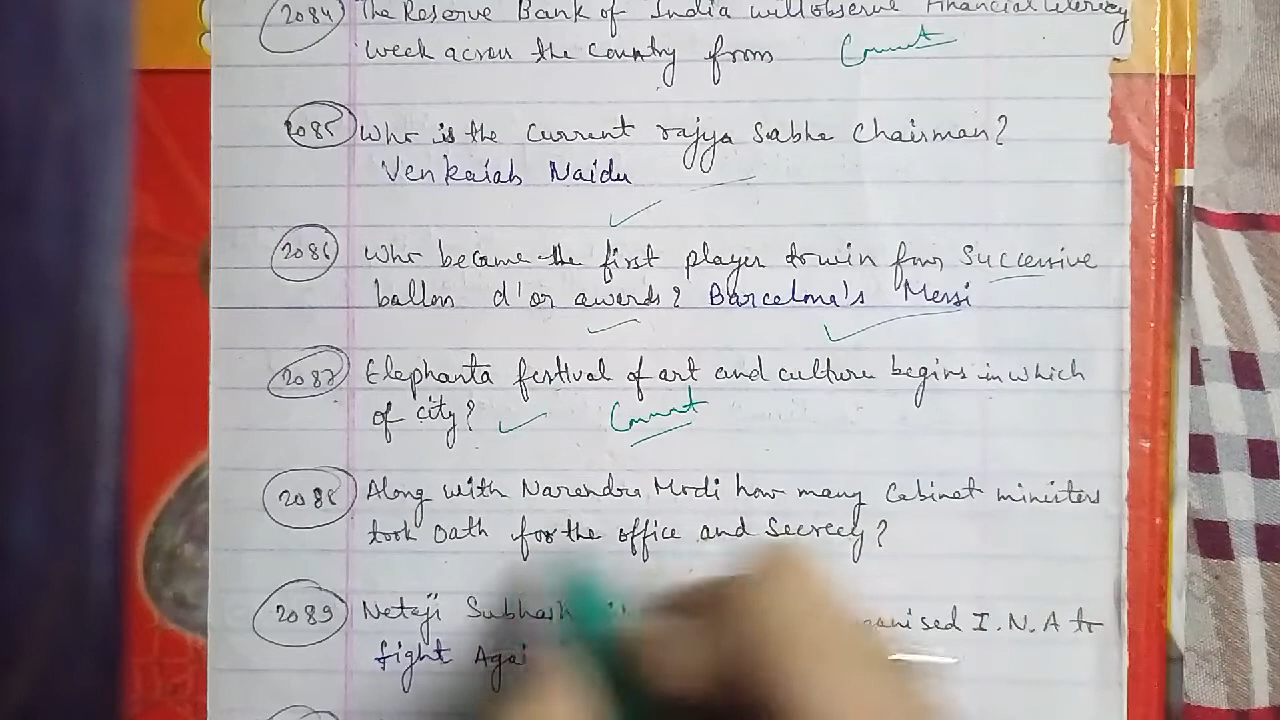 2084 The Reserve Bank of India will observe Financial literacy
week across the country from Comment
2085 Who is the Current rajya Sabha Chairman?
Venkaiah Naidu
2086 Who became the first player to win four Successive
ballon d'or awards? Barcelona's Messi
2087 Elephanta festival of art and culture begins in which
of city? Comment
2088 Along with Narendra Modi how many Cabinet ministers
took Oath for the office and Secrecy?
2089 Netaji Subhash I.N.A to
fight